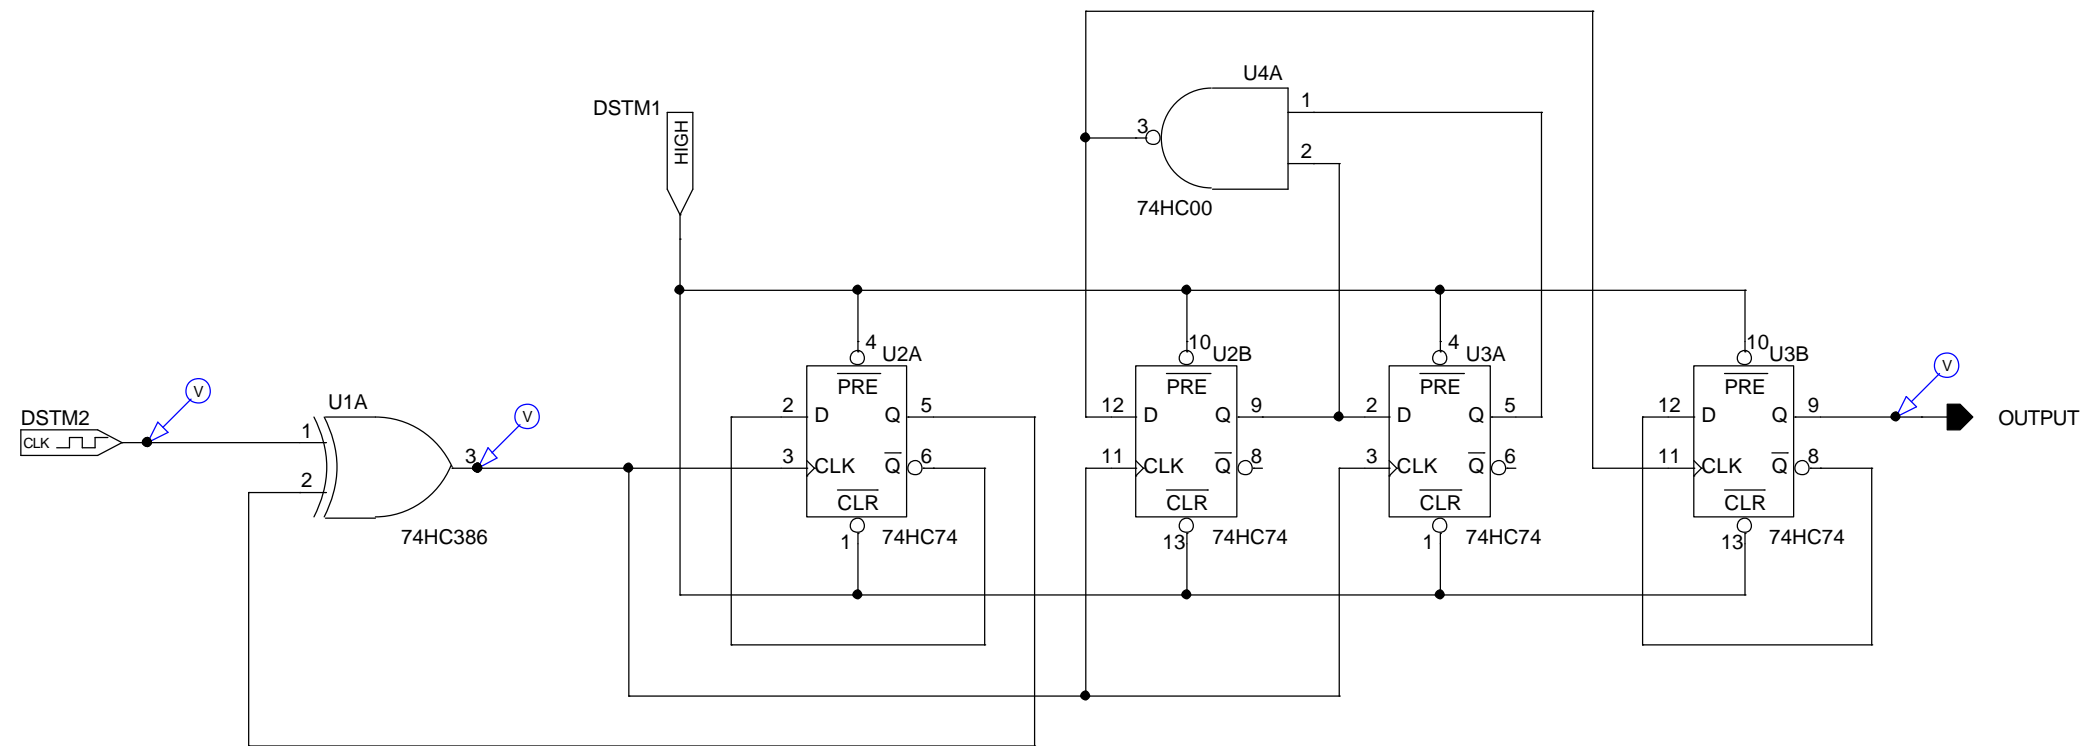 U4A
1
3
2
74HC00
DSTM1
HIGH
DSTM2
CLK
V
U1A
1
2
3
V
74HC386
4 U2A
PRE
2 D Q 5
3 CLK Q 6
CLR
1 74HC74
10 U2B
PRE
12 D Q 9
11 CLK Q 8
CLR
13 74HC74
4 U3A
PRE
2 D Q 5
3 CLK Q 6
CLR
1 74HC74
10 U3B
PRE
12 D Q 9
11 CLK Q 8
CLR
13 74HC74
V
OUTPUT